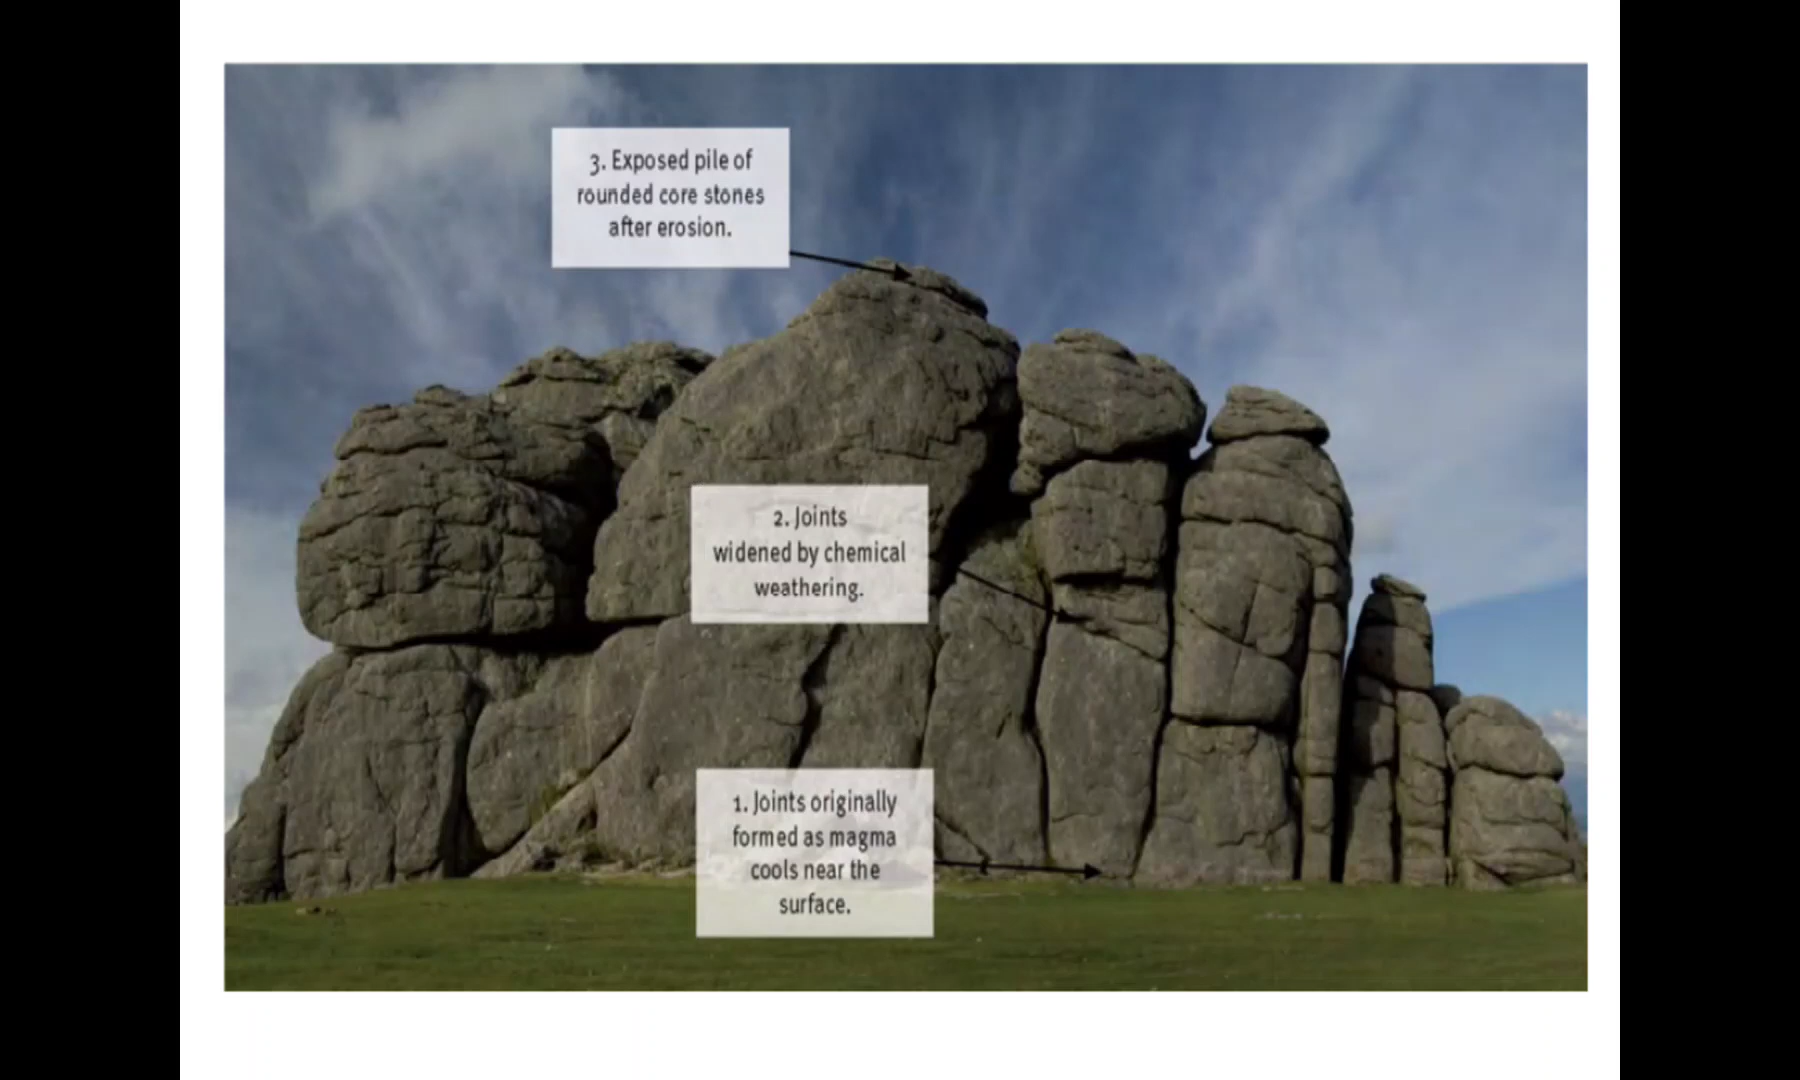 3. Exposed pile of
rounded core stones
after erosion.
2. Joints
widened by chemical
weathering.
1. Joints originally
formed as magma
cools near the
surface.